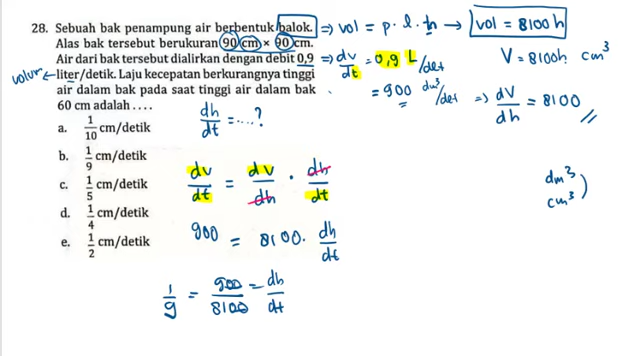 28. Sebuah bak penampung air berbentuk balok. => vol = p. l. h → vol = 8100 h
Alas bak tersebut berukuran 90 cm × 90 cm. V = 8100h cm³
Air dari bak tersebut dialirkan dengan debit 0,9 => dv/dt = 0,9 L/det
volum ← liter/detik. Laju kecepatan berkurangnya tinggi
air dalam bak pada saat tinggi air dalam bak = 900 dm³/det => dV/dh = 8100 //
60 cm adalah .... dh/dt = ....?
a. 1/10 cm/detik
b. 1/9 cm/detik
c. 1/5 cm/detik
d. 1/4 cm/detik
e. 1/2 cm/detik
dv/dt = dv/dh . dh/dt
dm³
cm³ )
900 = 8100. dh/dt
1/9 = 900/8100 = dh/dt